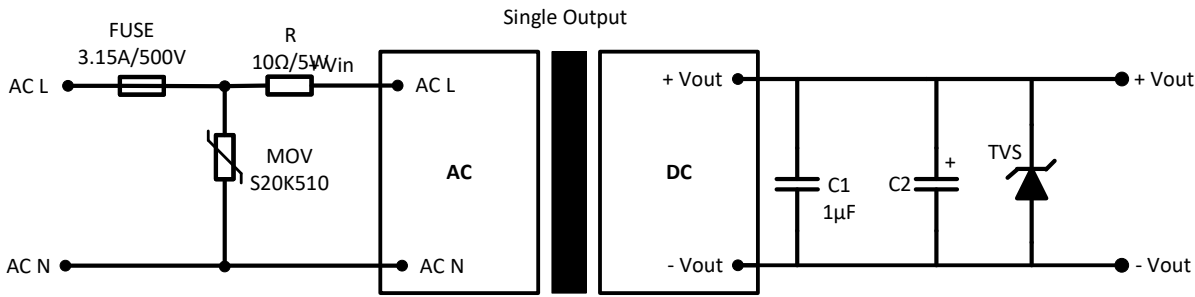 Single Output
FUSE
3.15A/500V
R
10Ω/5W
+Vin
AC L
AC L
+ Vout
+ Vout
MOV
S20K510
AC
DC
C1
1µF
C2
+
TVS
AC N
AC N
- Vout
- Vout